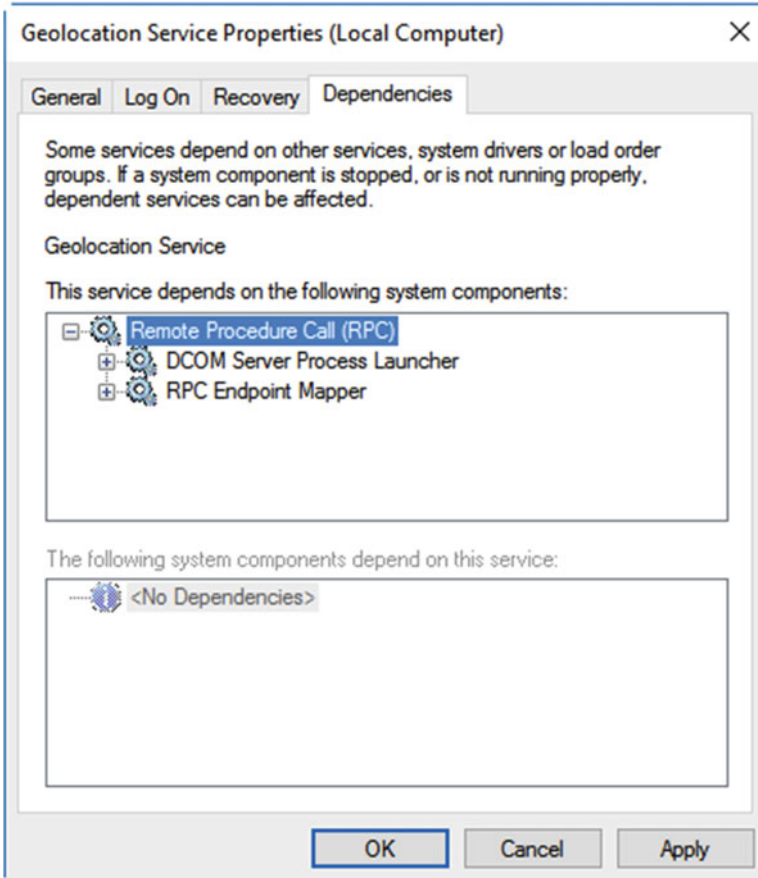 Geolocation Service Properties (Local Computer)
General Log On Recovery Dependencies
Some services depend on other services, system drivers or load order
groups. If a system component is stopped, or is not running properly,
dependent services can be affected.
Geolocation Service
This service depends on the following system components:
Remote Procedure Call (RPC)
DCOM Server Process Launcher
RPC Endpoint Mapper
The following system components depend on this service:
<No Dependencies>
OK Cancel Apply